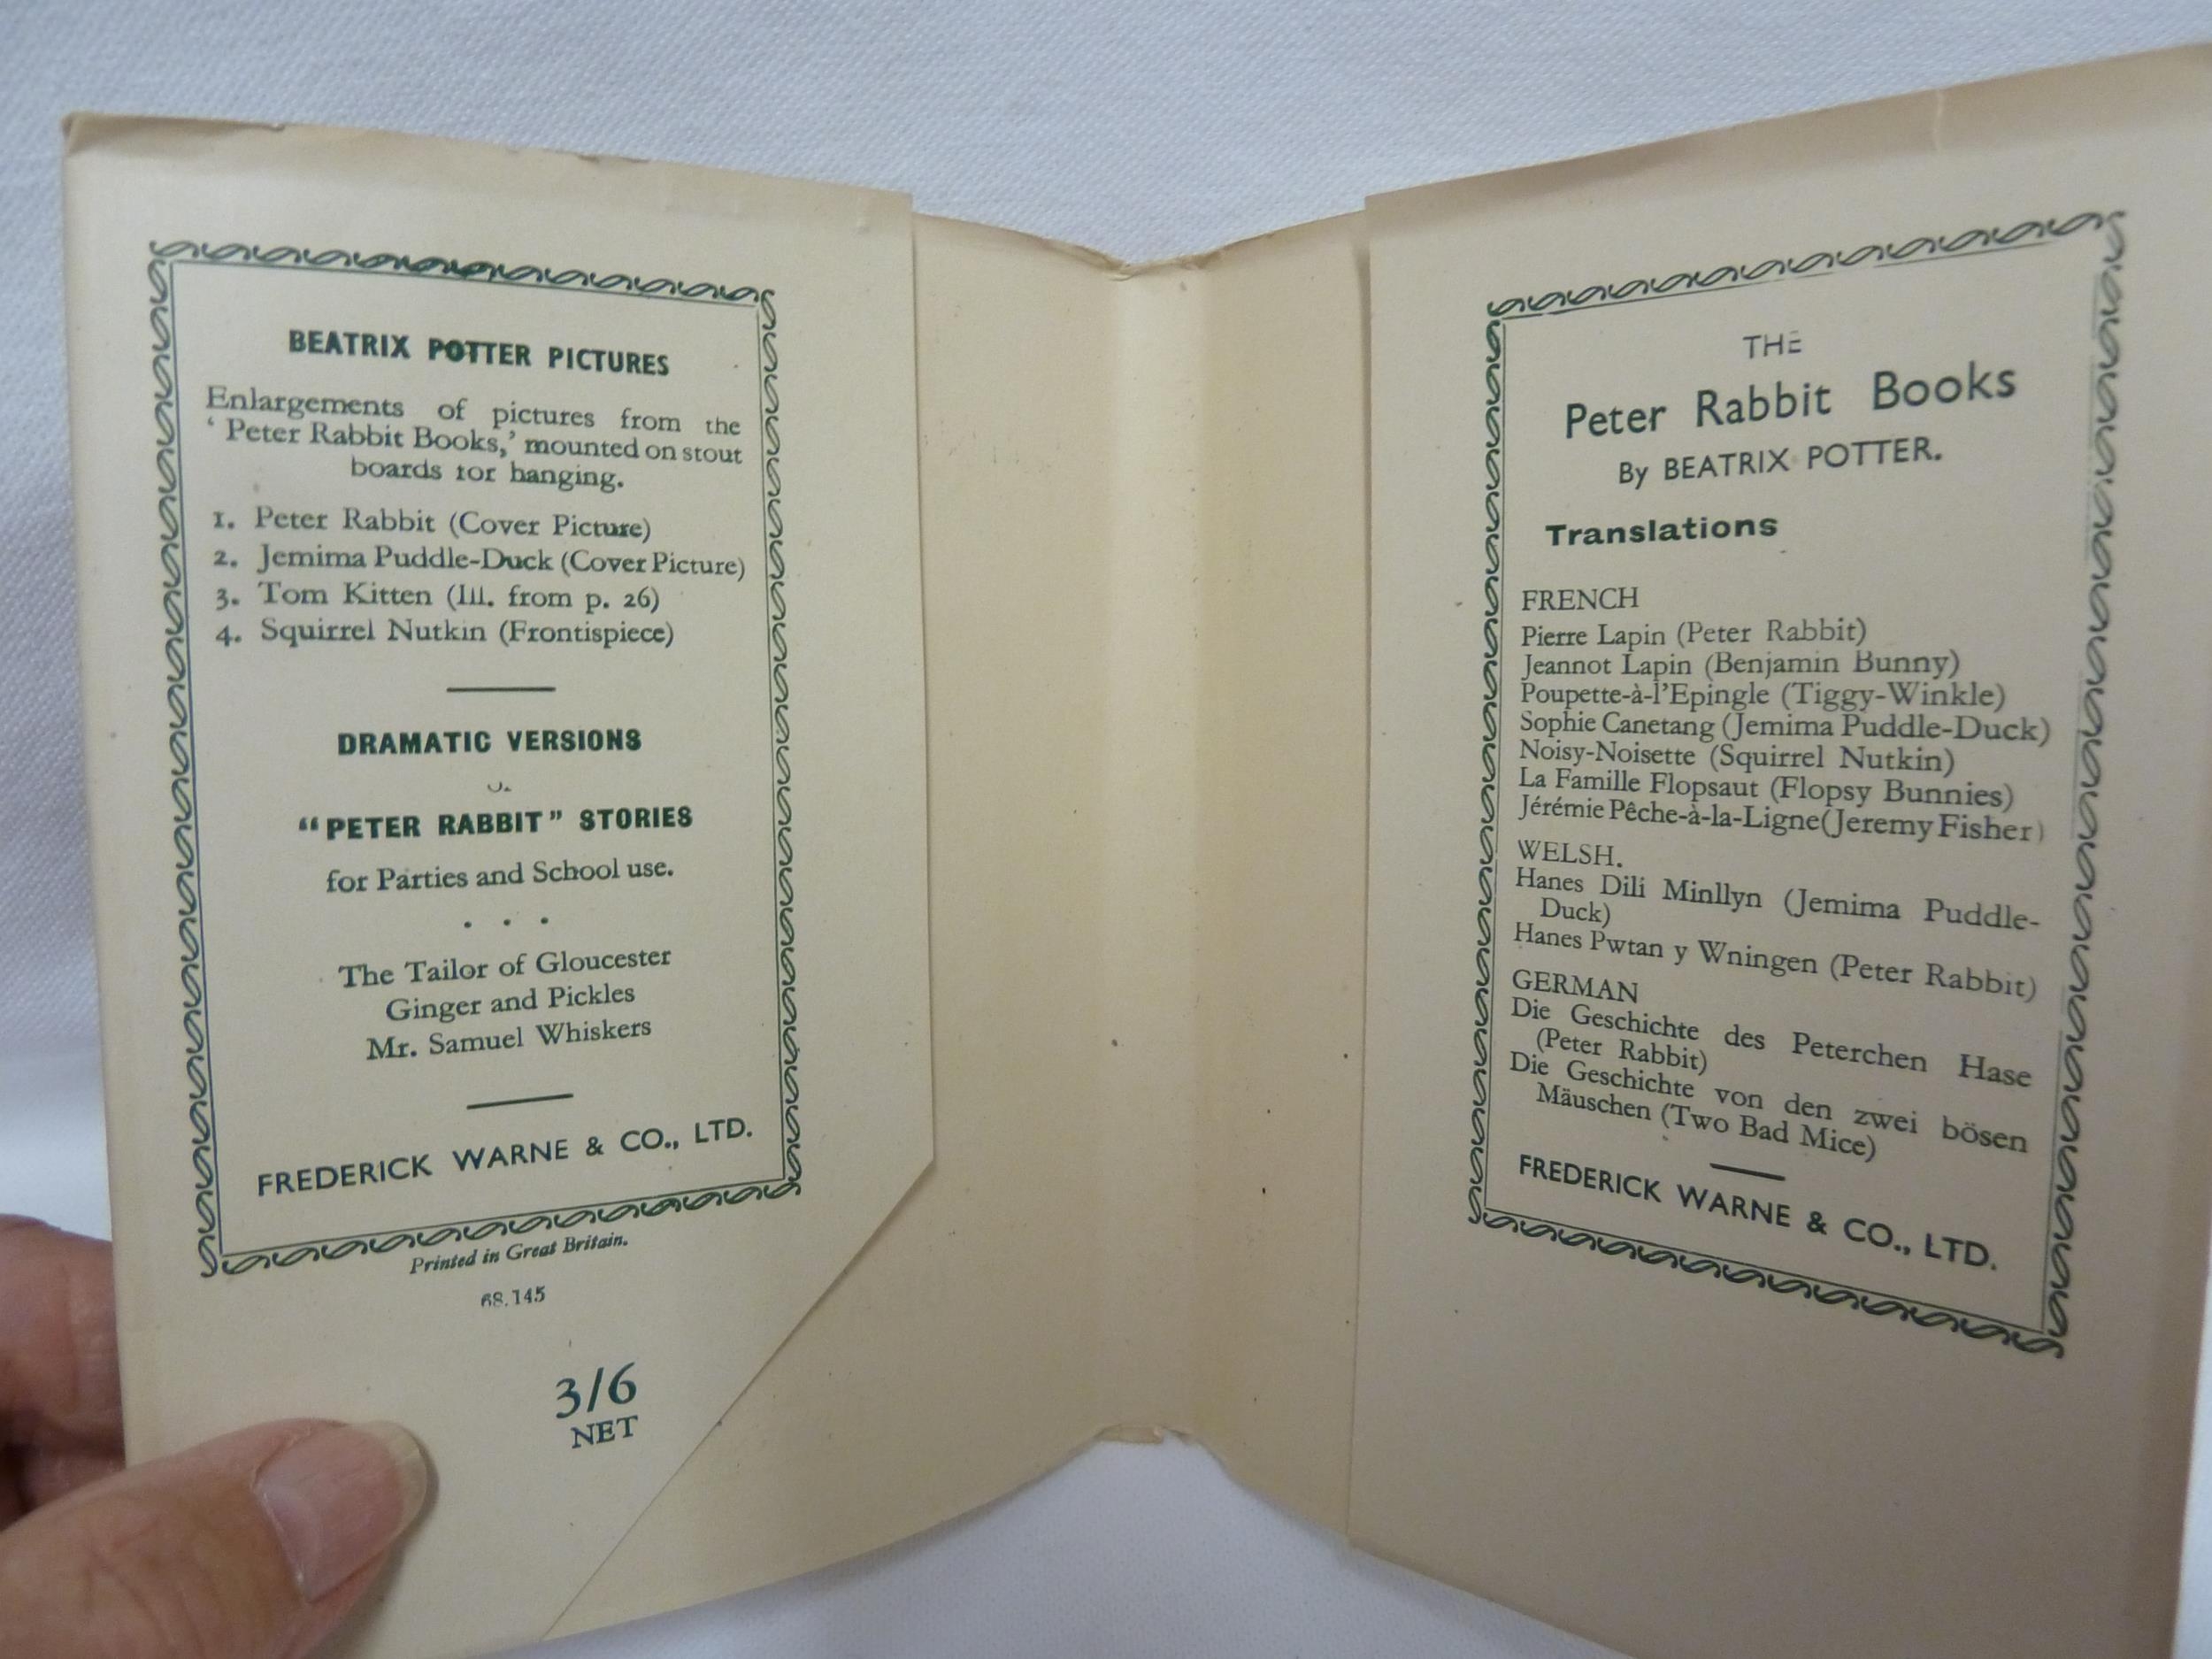 BEATRIX POTTER PICTURES
Enlargements of pictures from the
‘ Peter Rabbit Books,’ mounted on stout
boards for hanging.
1. Peter Rabbit (Cover Picture)
2. Jemima Puddle-Duck (Cover Picture)
3. Tom Kitten (Ill. from p. 26)
4. Squirrel Nutkin (Frontispiece)
DRAMATIC VERSIONS
“PETER RABBIT” STORIES
for Parties and School use.
. . .
The Tailor of Gloucester
Ginger and Pickles
Mr. Samuel Whiskers
FREDERICK WARNE & CO., LTD.
Printed in Great Britain.
68.145
3/6
NET
THE
Peter Rabbit Books
By BEATRIX POTTER.
Translations
FRENCH
Pierre Lapin (Peter Rabbit)
Jeannot Lapin (Benjamin Bunny)
Poupette-à-l’Epingle (Tiggy-Winkle)
Sophie Canetang (Jemima Puddle-Duck)
Noisy-Noisette (Squirrel Nutkin)
La Famille Flopsaut (Flopsy Bunnies)
Jérémie Pêche-à-la-Ligne(Jeremy Fisher)
WELSH.
Hanes Dili Minllyn (Jemima Puddle-
Duck)
Hanes Pwtan y Wningen (Peter Rabbit)
GERMAN
Die Geschichte des Peterchen Hase
(Peter Rabbit)
Die Geschichte von den zwei bösen
Mäuschen (Two Bad Mice)
FREDERICK WARNE & CO., LTD.